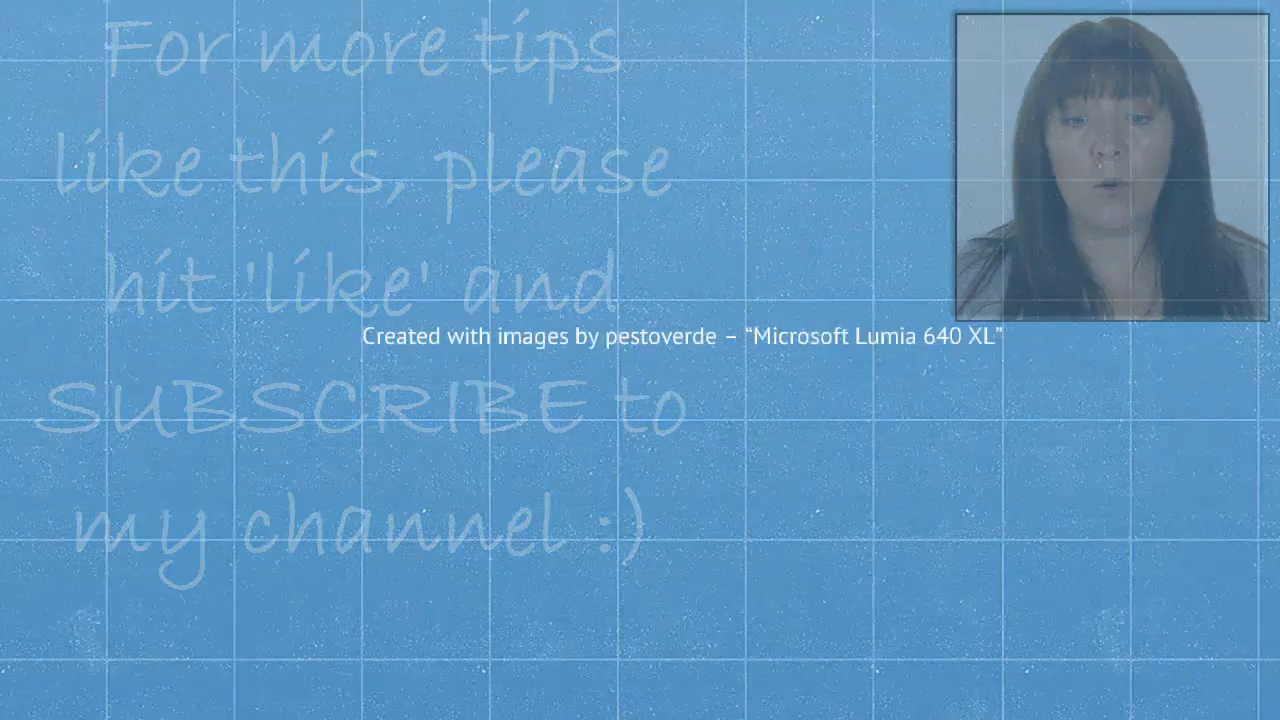 For more tips
like this, please
hit 'like' and
Created with images by pestoverde – “Microsoft Lumia 640 XL”
SUBSCRIBE to
my channel :)